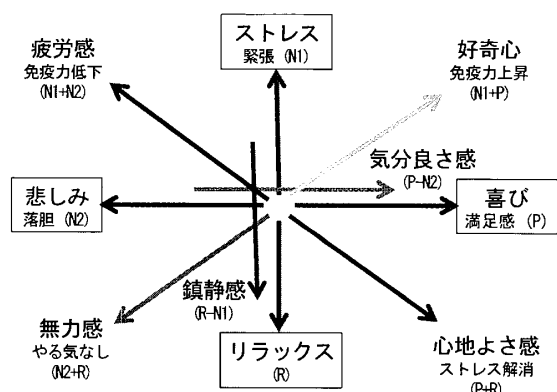 疲労感
免疫力低下
(N1+N2)
ストレス
緊張 (N1)
好奇心
免疫力上昇
(N1+P)
気分良さ感
(P-N2)
悲しみ
落胆 (N2)
喜び
満足感 (P)
鎮静感
(R-N1)
無力感
やる気なし
(N2+R)
リラックス
(R)
心地よさ感
ストレス解消
(P+R)